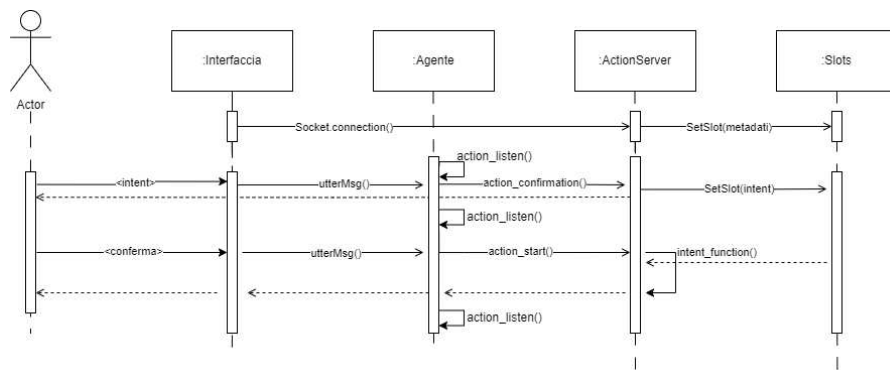 :Interfaccia
:Agente
:ActionServer
:Slots
Actor
Socket.connection()
SetSlot(metadati)
action_listen()
<intent>
utterMsg()
action_confirmation()
SetSlot(intent)
action_listen()
<conferma>
utterMsg()
action_start()
intent_function()
action_listen()